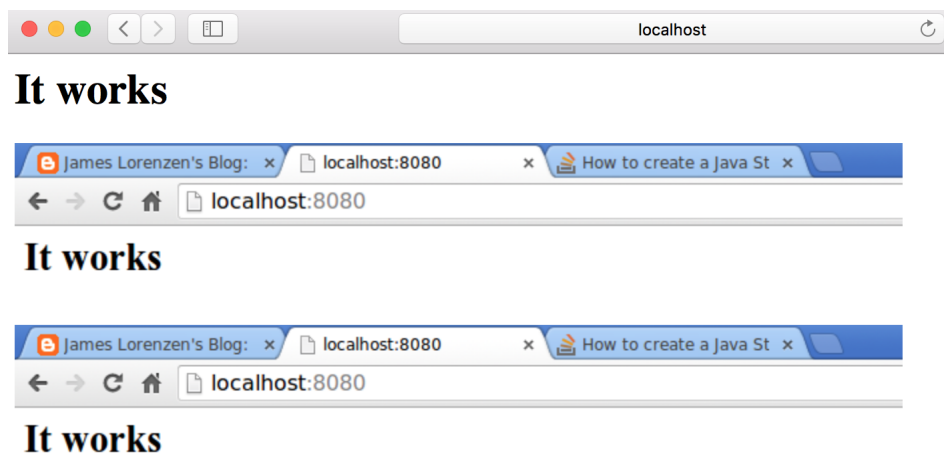 localhost
It works
James Lorenzen's Blog: localhost:8080 How to create a Java St
localhost:8080
It works
James Lorenzen's Blog: localhost:8080 How to create a Java St
localhost:8080
It works